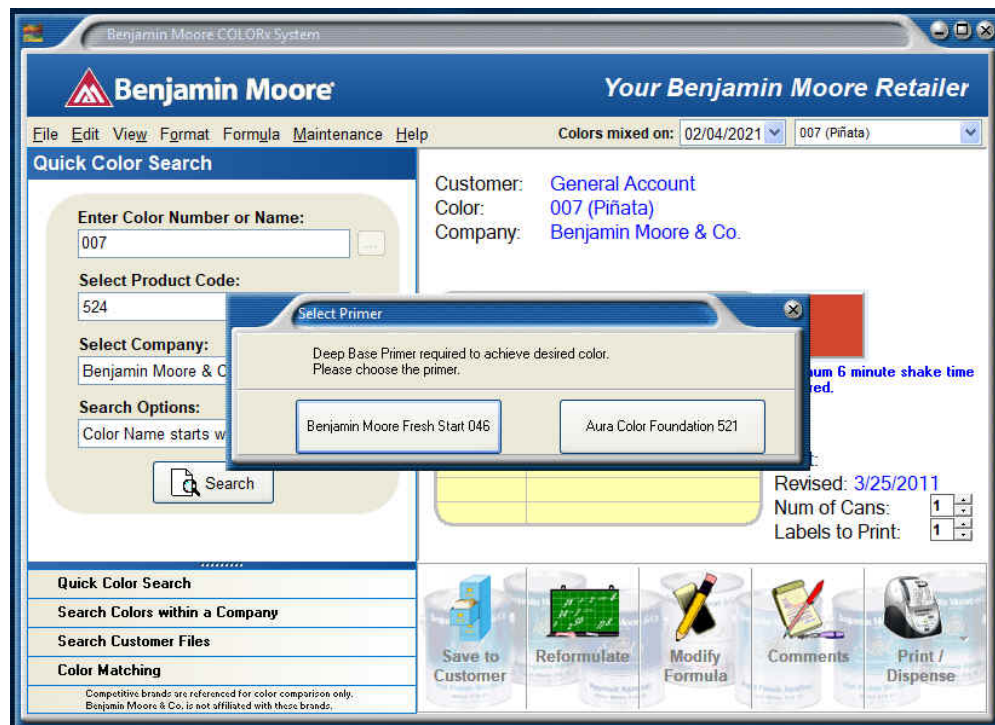 Benjamin Moore COLORx System
Benjamin Moore®
Your Benjamin Moore Retailer
File Edit View Format Formula Maintenance Help
Colors mixed on: 02/04/2021 007 (Piñata)
Quick Color Search
Enter Color Number or Name:
007
...
Select Product Code:
524
Select Company:
Benjamin Moore & C
Search Options:
Color Name starts w
Search
Customer: General Account
Color: 007 (Piñata)
Company: Benjamin Moore & Co.
Select Primer
Deep Base Primer required to achieve desired color.
Please choose the primer.
Benjamin Moore Fresh Start 046
Aura Color Foundation 521
6 minute shake time
Revised: 3/25/2011
Num of Cans: 1
Labels to Print: 1
Quick Color Search
Search Colors within a Company
Search Customer Files
Color Matching
Competitive brands are referenced for color comparison only.
Benjamin Moore & Co. is not affiliated with these brands.
Save to
Customer
Reformulate
Modify
Formula
Comments
Print /
Dispense